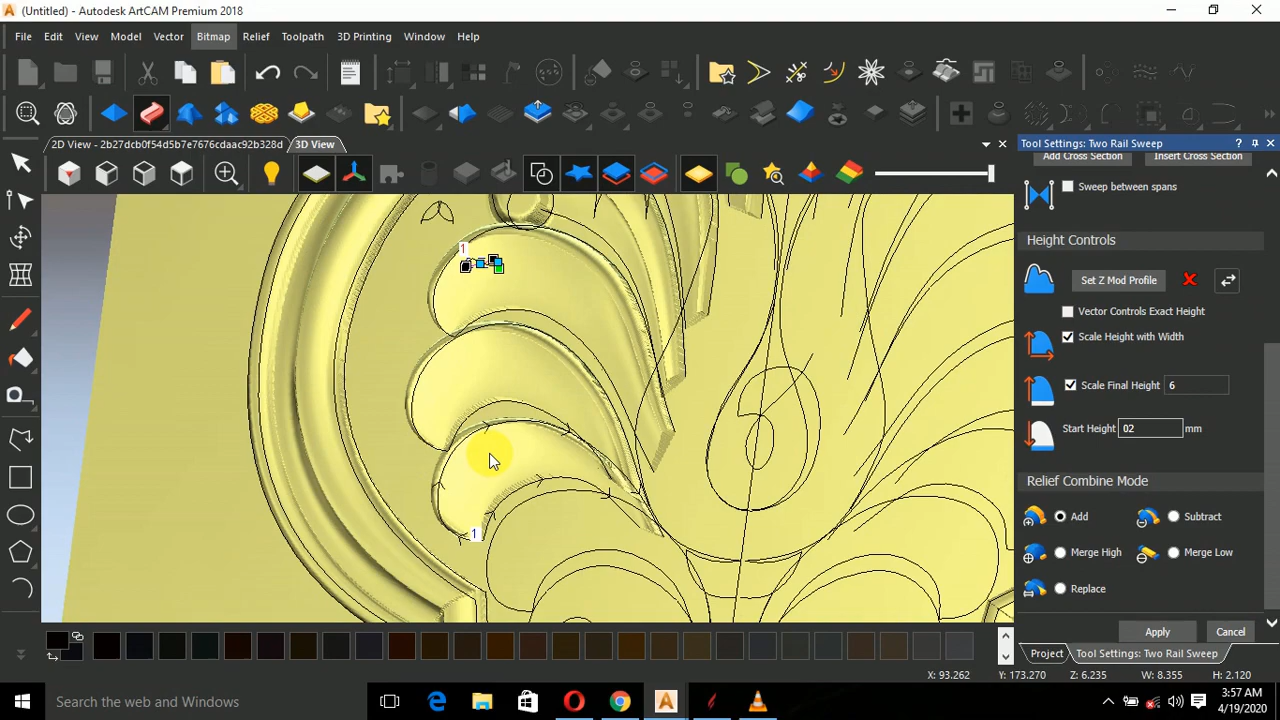 (Untitled) - Autodesk ArtCAM Premium 2018
File Edit View Model Vector Bitmap Relief Toolpath 3D Printing Window Help
2D View - 2b27dcb0f54d5b7e7676cdaac92b328d 3D View
Tool Settings: Two Rail Sweep
Add Cross Section Insert Cross Section
Sweep between spans
Height Controls
Set Z Mod Profile
Vector Controls Exact Height
Scale Height with Width
Scale Final Height 6
Start Height 02 mm
Relief Combine Mode
Add Subtract
Merge High Merge Low
Replace
Apply Cancel
1
1
Project Tool Settings: Two Rail Sweep
X: 93.262 Y: 173.270 Z: 6.235 W: 8.355 H: 2.120
Search the web and Windows
3:57 AM
4/19/2020